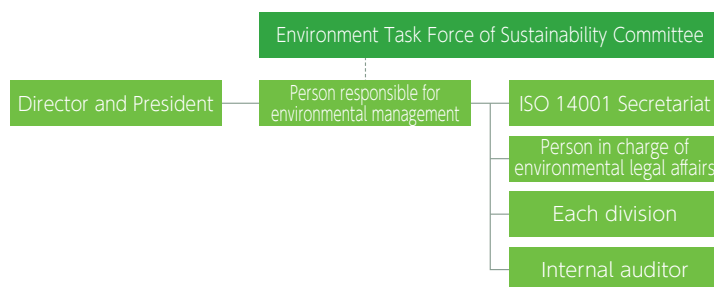 Environment Task Force of Sustainability Committee
Director and President
Person responsible for
environmental management
ISO 14001 Secretariat
Person in charge of
environmental legal affairs
Each division
Internal auditor